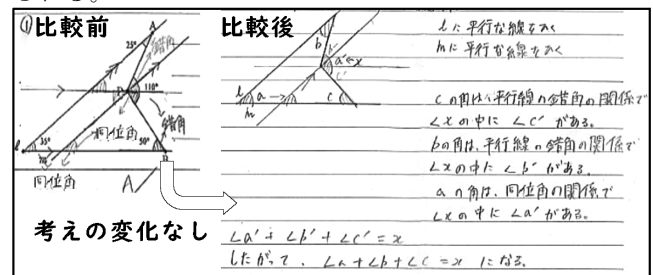 ①比較前
比較後
A
25°
錯角
P
110°
同位角
錯角
l
35°
50°
同位角
A/
考えの変化なし
b
b'
a'
x
c'
l
a
m
c
lに平行な線をおく
mに平行な線をおく
cの角は、平行線の錯角の関係で
∠xの中に∠c'がある。
bの角は、平行線の錯角の関係で
∠xの中に∠b'がある。
aの角は、同位角の関係で
∠xの中に∠a'がある。
∠a'+∠b'+∠c'=x
したがって、∠a+∠b+∠c=xになる。